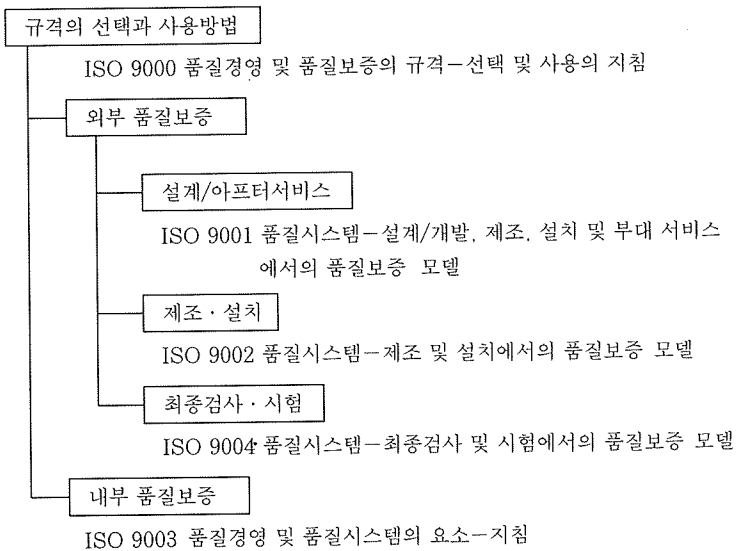 규격의 선택과 사용방법
ISO 9000 품질경영 및 품질보증의 규격-선택 및 사용의 지침
외부 품질보증
설계/아프터서비스
ISO 9001 품질시스템-설계/개발, 제조, 설치 및 부대 서비스
에서의 품질보증 모델
제조·설치
ISO 9002 품질시스템-제조 및 설치에서의 품질보증 모델
최종검사·시험
ISO 9004 품질시스템-최종검사 및 시험에서의 품질보증 모델
내부 품질보증
ISO 9003 품질경영 및 품질시스템의 요소-지침